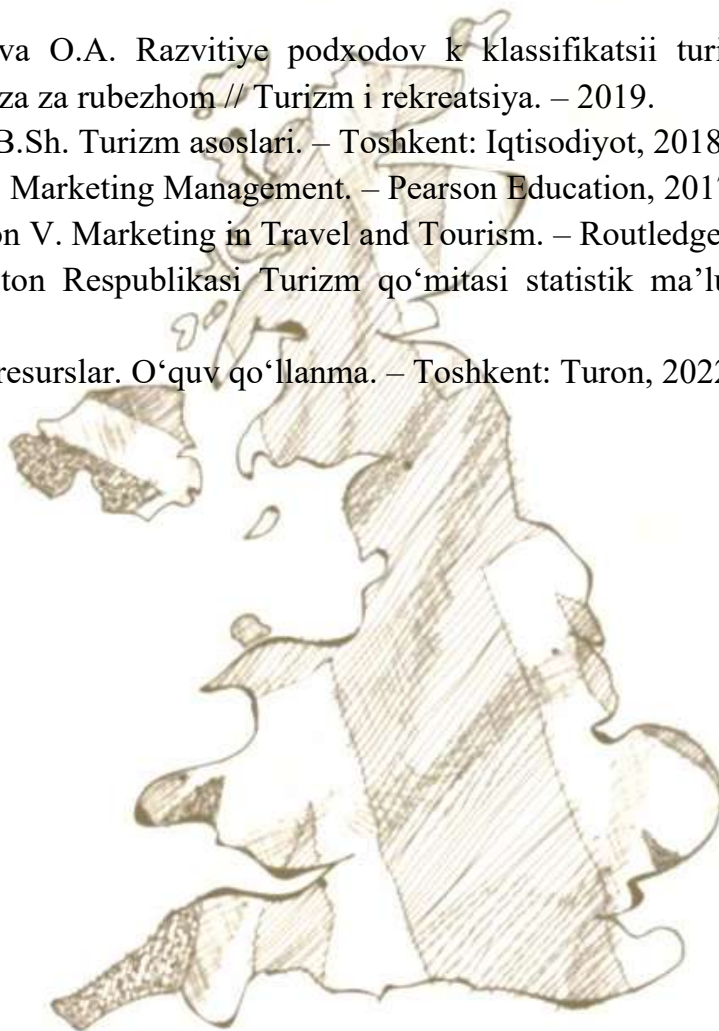 va O.A. Razvitiye podxodov k klassifikatsii turi
za za rubezhom // Turizm i rekreatsiya. – 2019.
B.Sh. Turizm asoslari. – Toshkent: Iqtisodiyot, 2018
Marketing Management. – Pearson Education, 201
on V. Marketing in Travel and Tourism. – Routledge
ton Respublikasi Turizm qo‘mitasi statistik ma’lu
resurslar. O‘quv qo‘llanma. – Toshkent: Turon, 2022